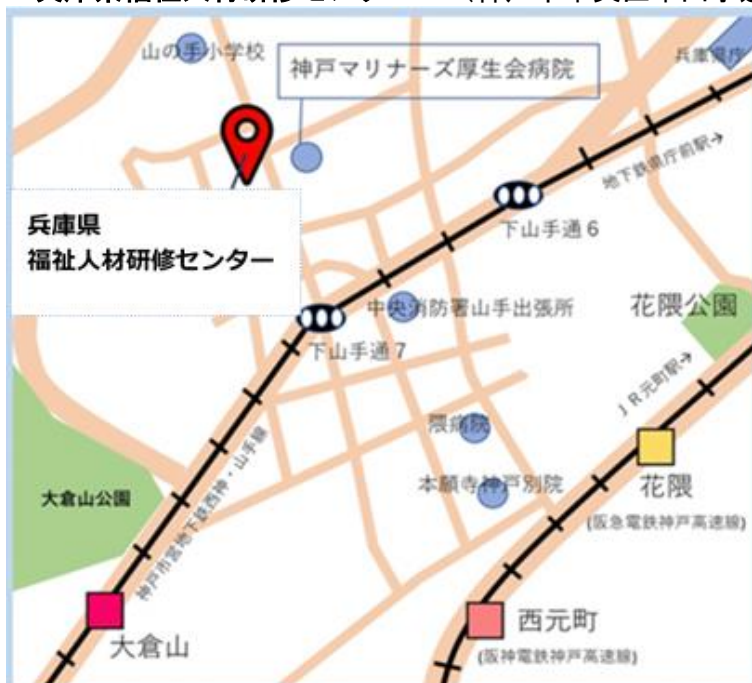 山の手小学校
神戸マリナーズ厚生会病院
兵庫県庁
地下鉄県庁前駅→
兵庫県
福祉人材研修センター
下山手通6
中央消防署山手出張所
花隈公園
下山手通7
JR元町駅→
隈病院
花隈
本願寺神戸別院
(阪急電鉄神戸高速線)
大倉山公園
神戸市営地下鉄西神・山手線
西元町
大倉山
(阪神電鉄神戸高速線)